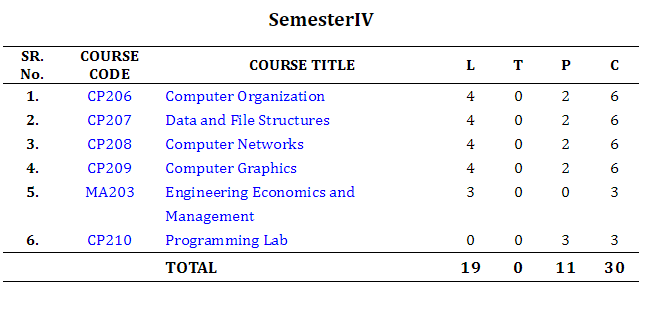 SemesterIV
SR. No. COURSE CODE COURSE TITLE L T P C
1. CP206 Computer Organization 4 0 2 6
2. CP207 Data and File Structures 4 0 2 6
3. CP208 Computer Networks 4 0 2 6
4. CP209 Computer Graphics 4 0 2 6
5. MA203 Engineering Economics and 3 0 0 3
Management
6. CP210 Programming Lab 0 0 3 3
TOTAL 19 0 11 30